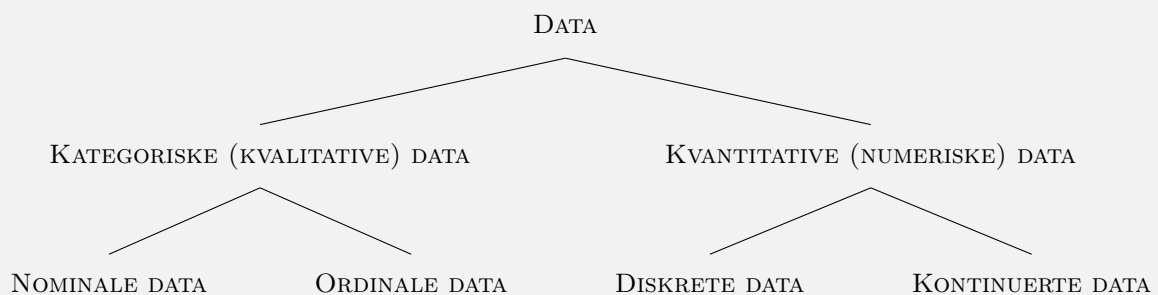 Data
Kategoriske (kvalitative) data Kvantitative (numeriske) data
Nominale data Ordinale data Diskrete data Kontinuerte data